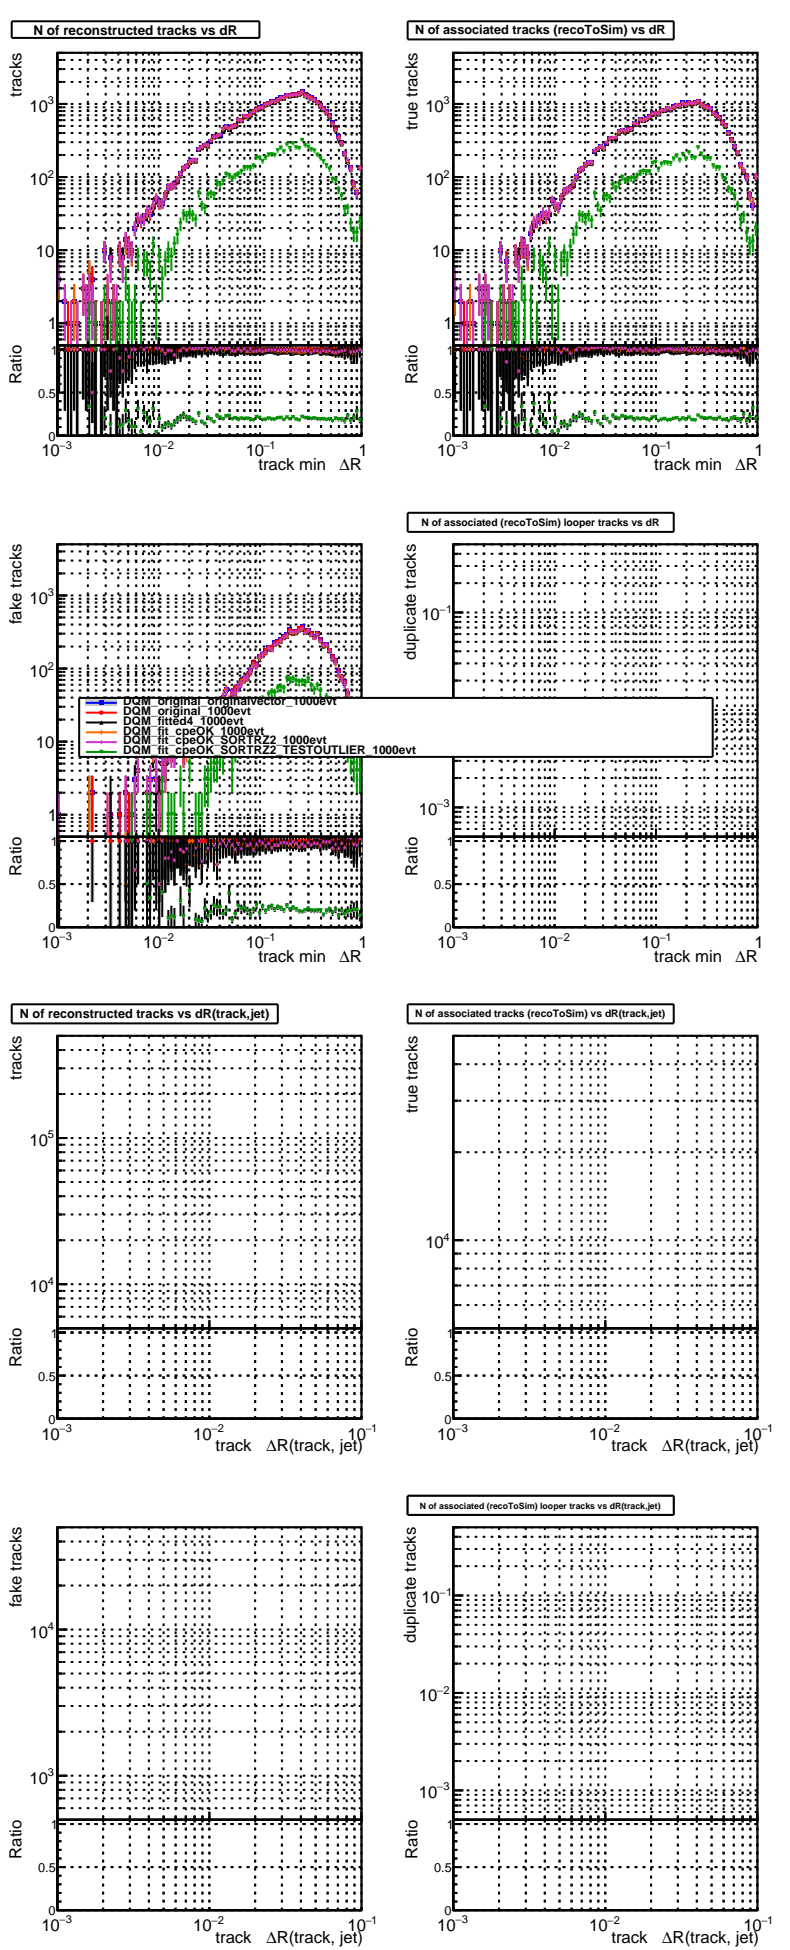 N of reconstructed tracks vs dR
tracks
10³
10²
10
1
Ratio
1
0.5
0
10⁻³
10⁻²
10⁻¹
1
track min ΔR
N of associated tracks (recoToSim) vs dR
true tracks
10³
10²
10
1
Ratio
1
0.5
0
10⁻³
10⁻²
10⁻¹
1
track min ΔR
fake tracks
10³
10²
10
1
Ratio
1
0.5
0
10⁻³
10⁻²
10⁻¹
1
track min ΔR
N of associated (recoToSim) looper tracks vs dR
duplicate tracks
10⁻¹
10⁻³
Ratio
1
0.5
0
10⁻³
10⁻²
10⁻¹
1
track min ΔR
DQM_original_originalvector_1000evt
DQM_original_1000evt
DQM_fitted4_1000evt
DQM_fit_cpeOK_1000evt
DQM_fit_cpeOK_SORTRZ2_1000evt
DQM_fit_cpeOK_SORTRZ2_TESTOUTLIER_1000evt
N of reconstructed tracks vs dR(track,jet)
tracks
10⁵
10⁴
Ratio
1
0.5
0
10⁻³
10⁻²
10⁻¹
track ΔR(track, jet)
N of associated tracks (recoToSim) vs dR(track,jet)
true tracks
10⁴
Ratio
1
0.5
0
10⁻³
10⁻²
10⁻¹
track ΔR(track, jet)
fake tracks
10⁴
10³
Ratio
1
0.5
0
10⁻³
10⁻²
10⁻¹
track ΔR(track, jet)
N of associated (recoToSim) looper tracks vs dR(track,jet)
duplicate tracks
10⁻¹
10⁻²
10⁻³
Ratio
1
0.5
0
10⁻³
10⁻²
10⁻¹
track ΔR(track, jet)